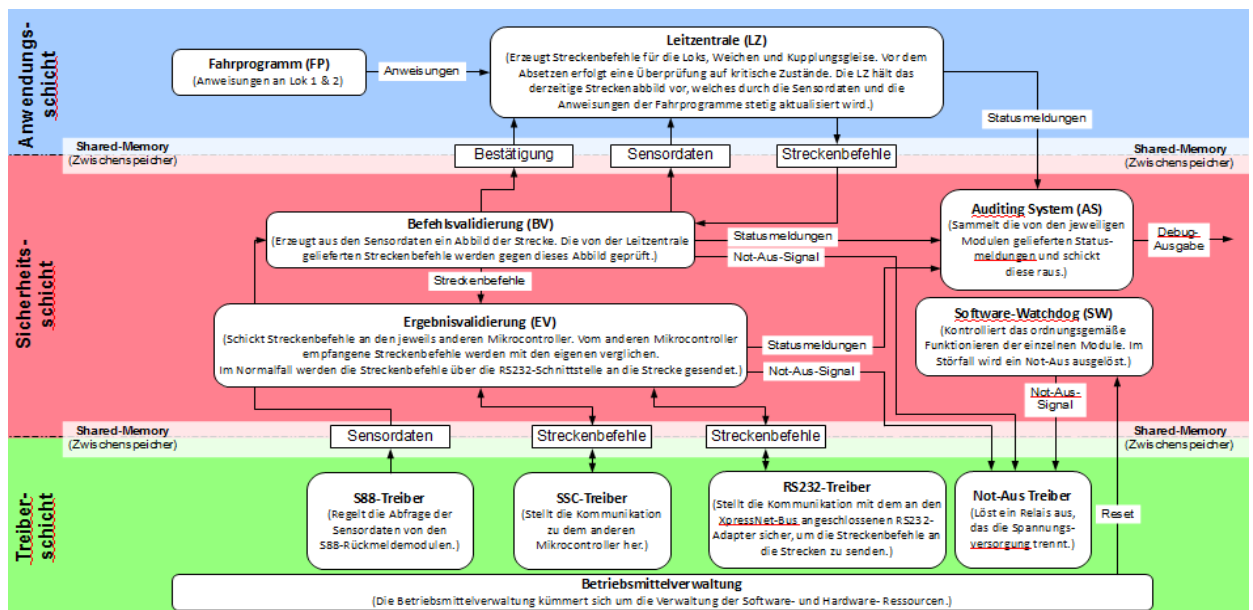 Anwendungs-
schicht
Fahrprogramm (FP)
(Anweisungen an Lok 1 & 2)
Anweisungen
Leitzentrale (LZ)
(Erzeugt Streckenbefehle für die Loks, Weichen und Kupplungsgleise. Vor dem
Absetzen erfolgt eine Überprüfung auf kritische Zustände. Die LZ hält das
derzeitige Streckenabbild vor, welches durch die Sensordaten und die
Anweisungen der Fahrprogramme stetig aktualisiert wird.)
Statusmeldungen
Shared-Memory
(Zwischenspeicher)
Bestätigung
Sensordaten
Streckenbefehle
Shared-Memory
(Zwischenspeicher)
Sicherheits-
schicht
Befehlsvalidierung (BV)
(Erzeugt aus den Sensordaten ein Abbild der Strecke. Die von der Leitzentrale
gelieferten Streckenbefehle werden gegen dieses Abbild geprüft.)
Statusmeldungen
Not-Aus-Signal
Auditing System (AS)
(Sammelt die von den jeweiligen
Modulen gelieferten Status-
meldungen und schickt
diese raus.)
Debug-
Ausgabe
Streckenbefehle
Ergebnisvalidierung (EV)
(Schickt Streckenbefehle an den jeweils anderen Mikrocontroller. Vom anderen Mikrocontroller
empfangene Streckenbefehle werden mit den eigenen verglichen.
Im Normalfall werden die Streckenbefehle über die RS232-Schnittstelle an die Strecke gesendet.)
Statusmeldungen
Not-Aus-Signal
Software-Watchdog (SW)
(Kontrolliert das ordnungsgemäße
Funktionieren der einzelnen Module. Im
Störfall wird ein Not-Aus ausgelöst.)
Not-Aus-
Signal
Shared-Memory
(Zwischenspeicher)
Sensordaten
Streckenbefehle
Streckenbefehle
Shared-Memory
(Zwischenspeicher)
Treiber-
schicht
S88-Treiber
(Regelt die Abfrage der
Sensordaten von den
S88-Rückmeldemodulen.)
SSC-Treiber
(Stellt die Kommunikation
zu dem anderen
Mikrocontroller her.)
RS232-Treiber
(Stellt die Kommunikation mit dem an den
XpressNet-Bus angeschlossenen RS232-
Adapter sicher, um die Streckenbefehle an
die Strecken zu senden.)
Not-Aus Treiber
(Löst ein Relais aus,
das die Spannungs-
versorgung trennt.)
Reset
Betriebsmittelverwaltung
(Die Betriebsmittelverwaltung kümmert sich um die Verwaltung der Software- und Hardware- Ressourcen.)